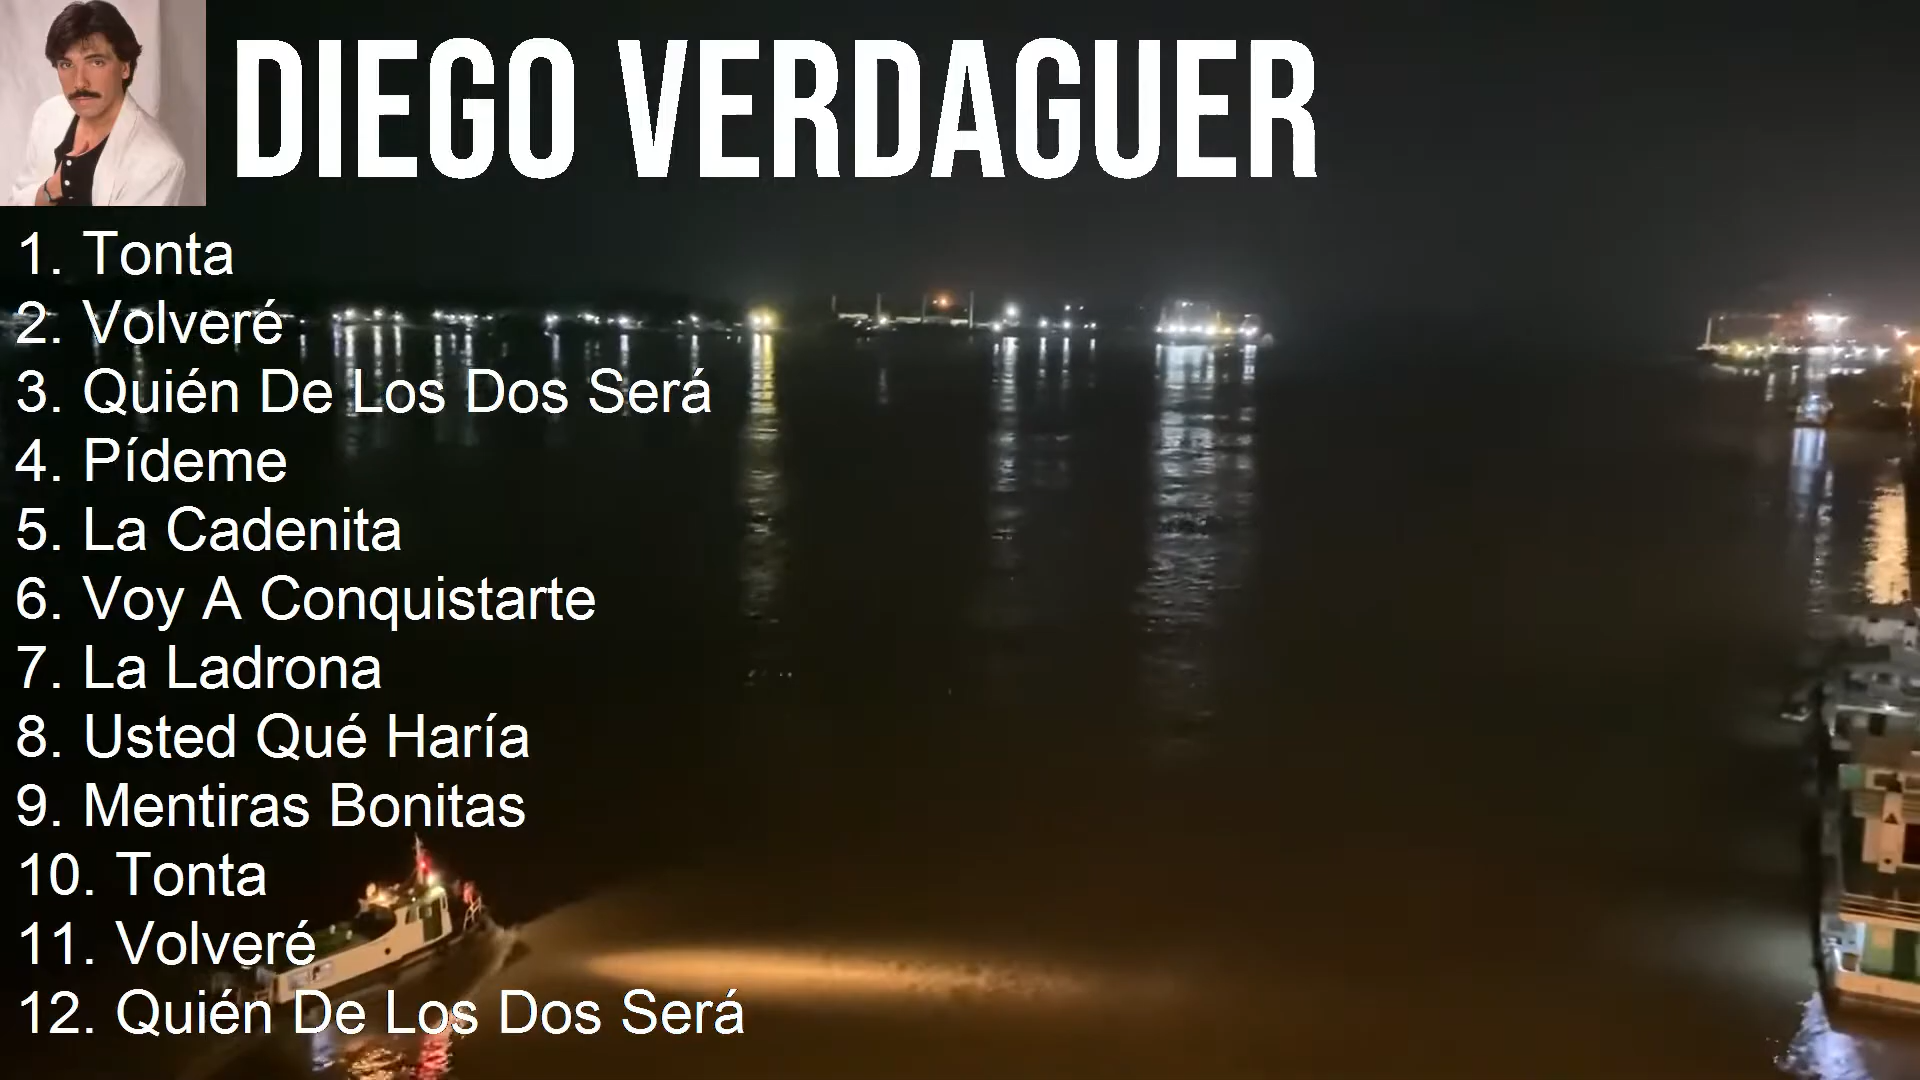 DIEGO VERDAGUER
1. Tonta
2. Volveré
3. Quién De Los Dos Será
4. Pídeme
5. La Cadenita
6. Voy A Conquistarte
7. La Ladrona
8. Usted Qué Haría
9. Mentiras Bonitas
10. Tonta
11. Volveré
12. Quién De Los Dos Será